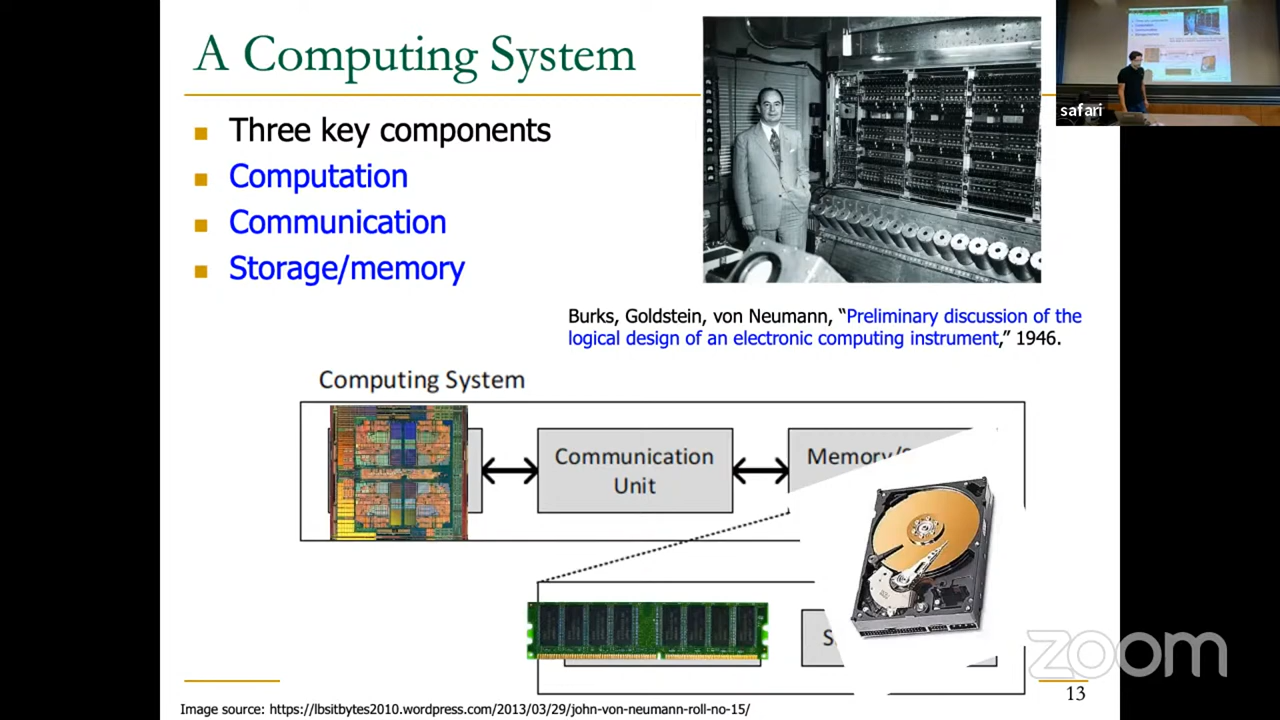 A Computing System
Three key components
Computation
Communication
Storage/memory
safari
Burks, Goldstein, von Neumann, “Preliminary discussion of the
logical design of an electronic computing instrument,” 1946.
Computing System
Communication
Unit
Memory/S
S
zoom
13
Image source: https://lbsitbytes2010.wordpress.com/2013/03/29/john-von-neumann-roll-no-15/